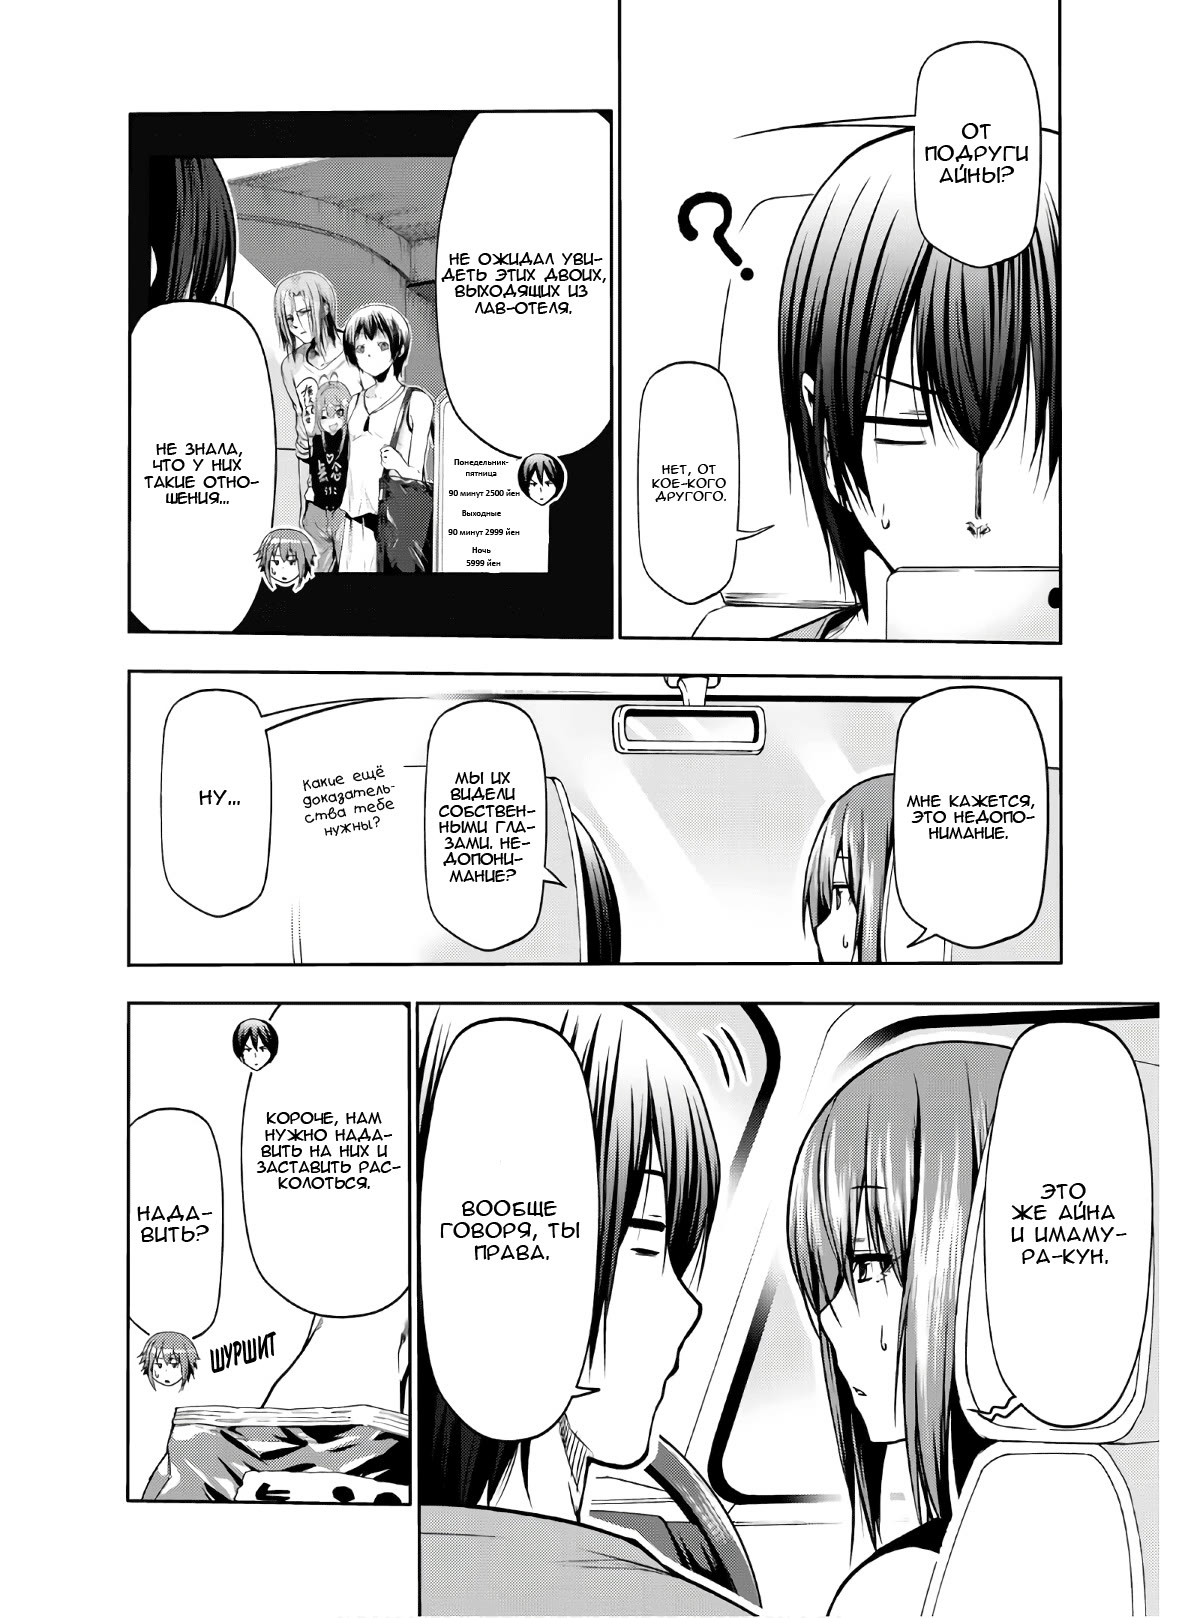 ОТ
ПОДРУГИ
АЙНЫ?
?
НЕТ, ОТ
КОЕ-КОГО
ДРУГОГО.
НЕ ОЖИДАЛ УВИ-
ДЕТЬ ЭТИХ ДВОИХ,
ВЫХОДЯЩИХ ИЗ
ЛАВ-ОТЕЛЯ.
НЕ ЗНАЛА,
ЧТО У НИХ
ТАКИЕ ОТНО-
ШЕНИЯ...
Понедельник-
пятница
90 минут 2500 йен
Выходные
90 минут 2999 йен
Ночь
5999 йен
МНЕ КАЖЕТСЯ,
ЭТО НЕДОПО-
НИМАНИЕ.
МЫ ИХ
ВИДЕЛИ
СОБСТВЕН-
НЫМИ ГЛА-
ЗАМИ. НЕ-
ДОПОНИ-
МАНИЕ?
Какие ещё
доказатель-
ства тебе
нужны?
НУ...
ЭТО
ЖЕ АЙНА
И ИМАМУ-
РА-КУН.
ВООБЩЕ
ГОВОРЯ, ТЫ
ПРАВА.
КОРОЧЕ, НАМ
НУЖНО НАДА-
ВИТЬ НА НИХ И
ЗАСТАВИТЬ РАС-
КОЛОТЬСЯ.
НАДА-
ВИТЬ?
ШУРШИТ